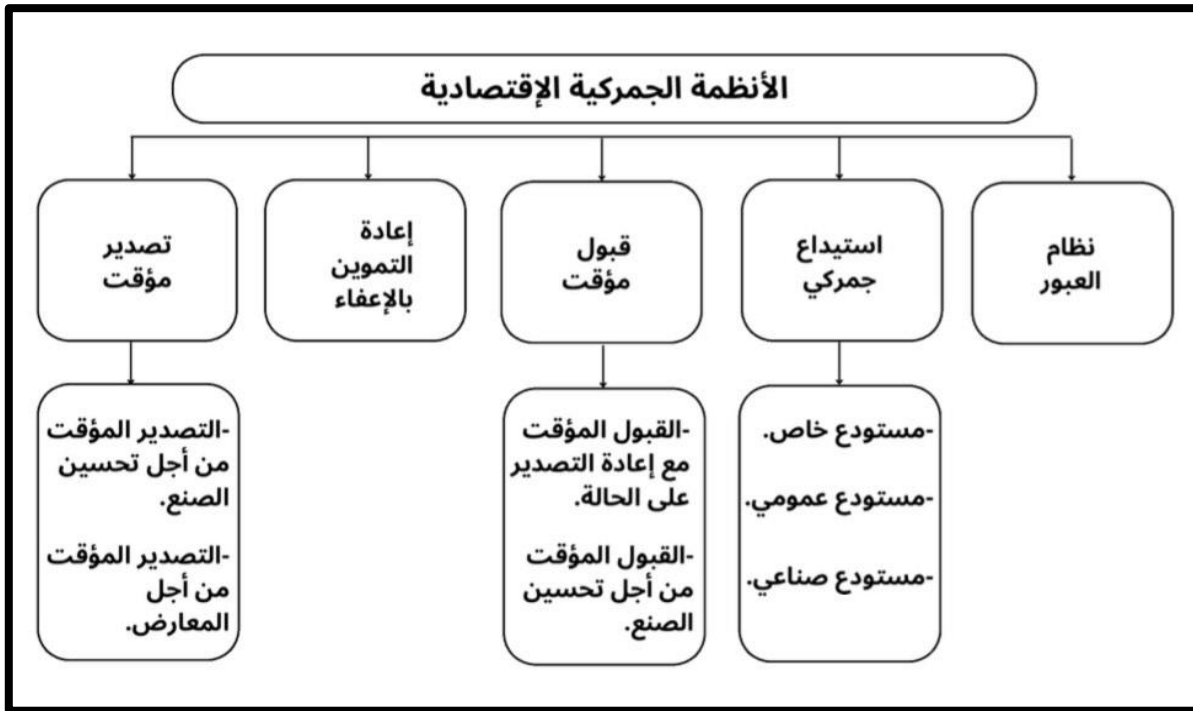 الأنظمة الجمركية الإقتصادية
نظام
العبور
استيداع
جمركي
قبول
مؤقت
إعادة
التموين
بالإعفاء
تصدير
مؤقت
-مستودع خاص.
-مستودع عمومي.
-مستودع صناعي.
-القبول المؤقت
مع إعادة التصدير
على الحالة.
-القبول المؤقت
من أجل تحسين
الصنع.
-التصدير المؤقت
من أجل تحسين
الصنع.
-التصدير المؤقت
من أجل
المعارض.